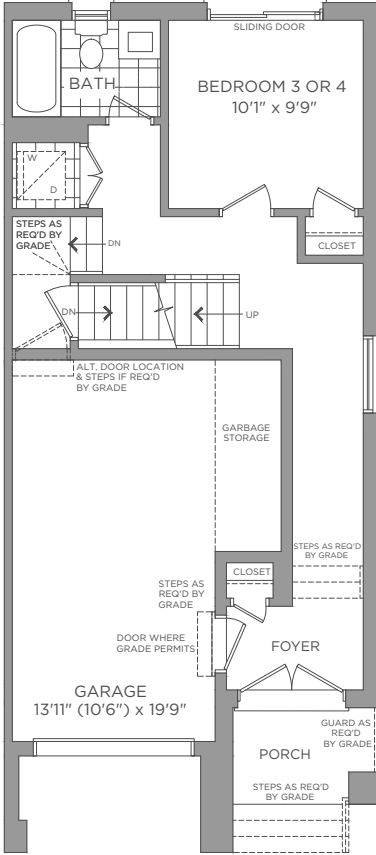 SLIDING DOOR
BATH
BEDROOM 3 OR 4
10'1" x 9'9"
W
D
STEPS AS
REQ'D BY
GRADE
DN
CLOSET
DN
UP
ALT. DOOR LOCATION
& STEPS IF REQ'D
BY GRADE
GARBAGE
STORAGE
STEPS AS REQ'D
BY GRADE
CLOSET
STEPS AS
REQ'D BY
GRADE
DOOR WHERE
GRADE PERMITS
FOYER
GARAGE
13'11" (10'6") x 19'9"
GUARD AS
REQ'D
BY GRADE
PORCH
STEPS AS REQ'D
BY GRADE